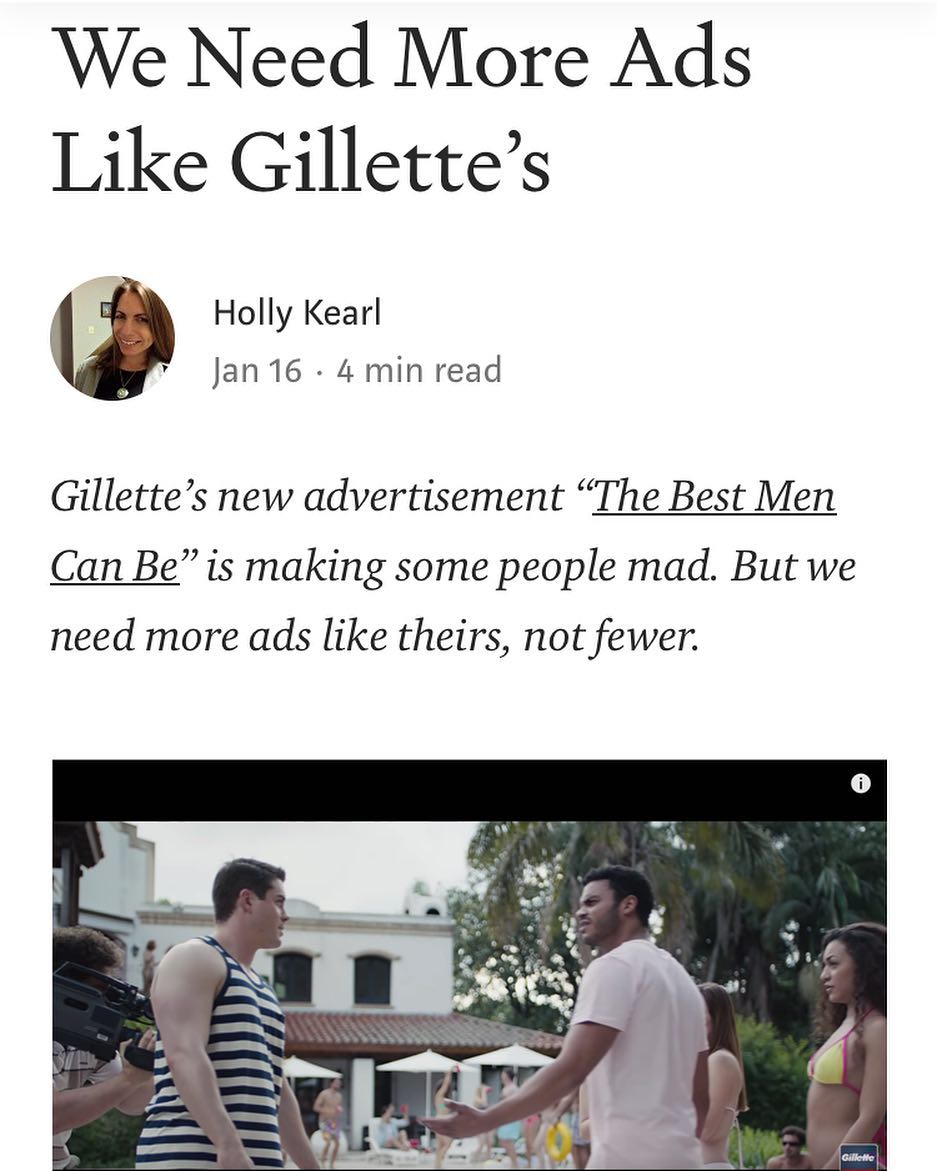 We Need More Ads
Like Gillette’s
Holly Kearl
Jan 16 · 4 min read
Gillette’s new advertisement “The Best Men
Can Be” is making some people mad. But we
need more ads like theirs, not fewer.
Gillette